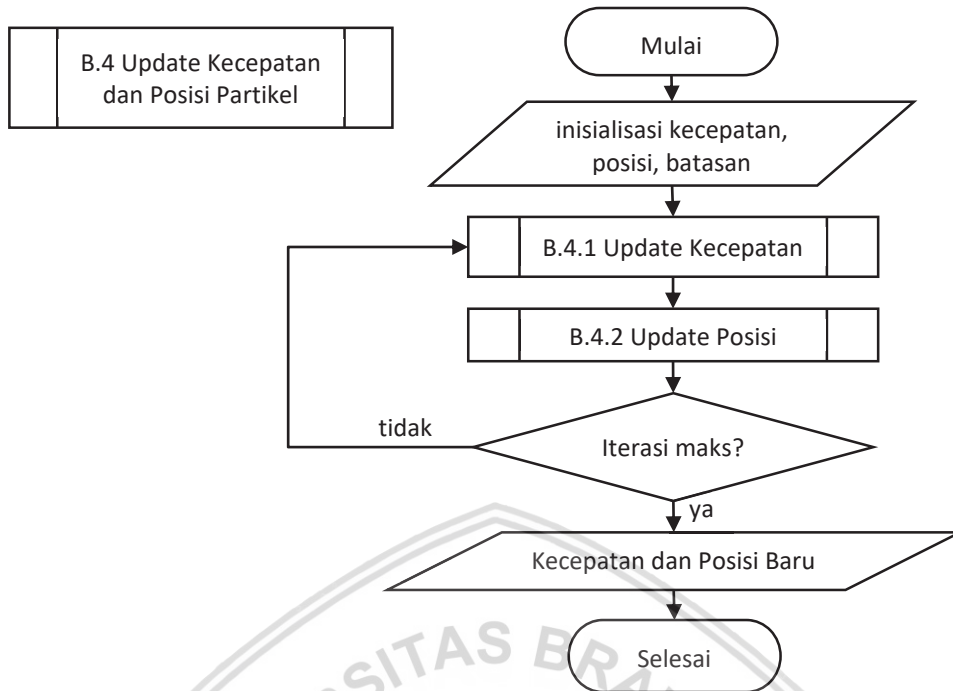 B.4 Update Kecepatan
dan Posisi Partikel
Mulai
inisialisasi kecepatan,
posisi, batasan
B.4.1 Update Kecepatan
B.4.2 Update Posisi
Iterasi maks?
tidak
ya
Kecepatan dan Posisi Baru
Selesai
SITAS BRA